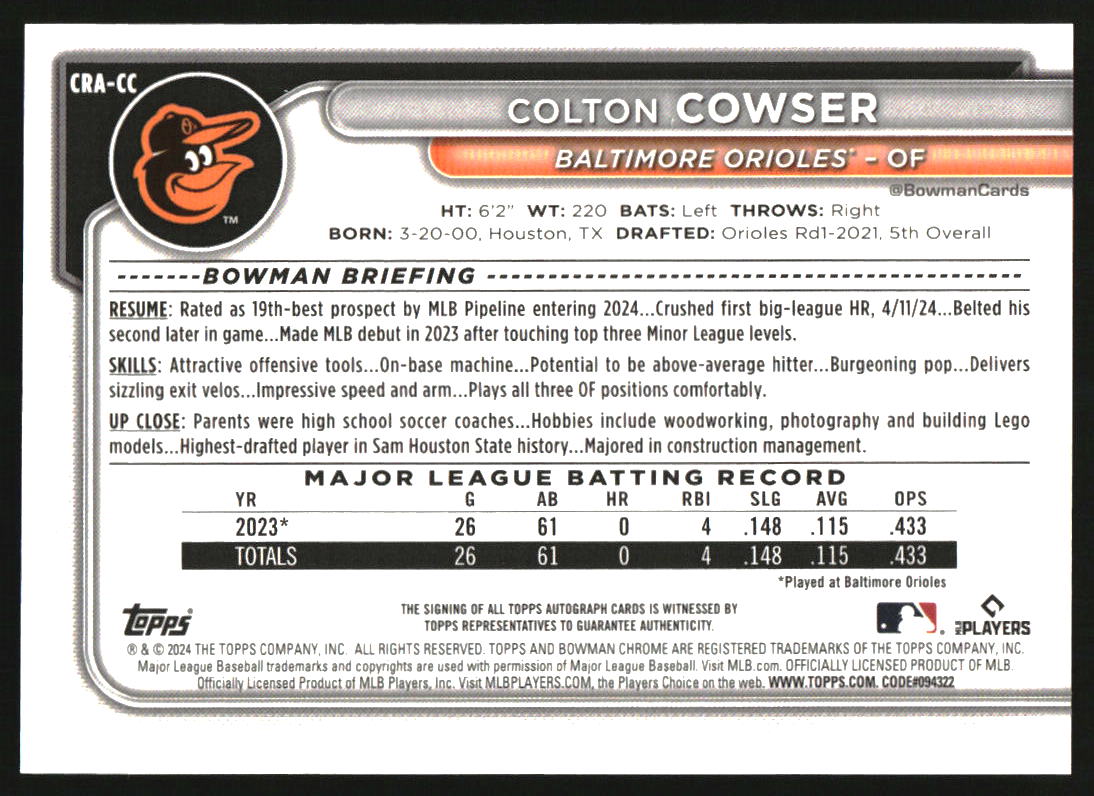 CRA-CC
COLTON COWSER
BALTIMORE ORIOLES® – OF
@BowmanCards
TM
HT: 6'2" WT: 220 BATS: Left THROWS: Right
BORN: 3-20-00, Houston, TX DRAFTED: Orioles Rd1-2021, 5th Overall
BOWMAN BRIEFING
RESUME: Rated as 19th-best prospect by MLB Pipeline entering 2024...Crushed first big-league HR, 4/11/24...Belted his
second later in game...Made MLB debut in 2023 after touching top three Minor League levels.
SKILLS: Attractive offensive tools...On-base machine...Potential to be above-average hitter...Burgeoning pop...Delivers
sizzling exit velos...Impressive speed and arm...Plays all three OF positions comfortably.
UP CLOSE: Parents were high school soccer coaches...Hobbies include woodworking, photography and building Lego
models...Highest-drafted player in Sam Houston State history...Majored in construction management.
MAJOR LEAGUE BATTING RECORD
YR G AB HR RBI SLG AVG OPS
2023* 26 61 0 4 .148 .115 .433
TOTALS 26 61 0 4 .148 .115 .433
*Played at Baltimore Orioles
Topps
THE SIGNING OF ALL TOPPS AUTOGRAPH CARDS IS WITNESSED BY
TOPPS REPRESENTATIVES TO GUARANTEE AUTHENTICITY.
MLB PLAYERS
® & © 2024 THE TOPPS COMPANY, INC. ALL RIGHTS RESERVED. TOPPS AND BOWMAN CHROME ARE REGISTERED TRADEMARKS OF THE TOPPS COMPANY, INC.
Major League Baseball trademarks and copyrights are used with permission of Major League Baseball. Visit MLB.com. OFFICIALLY LICENSED PRODUCT OF MLB.
Officially Licensed Product of MLB Players, Inc. Visit MLBPLAYERS.COM, the Players Choice on the web. WWW.TOPPS.COM. CODE#094322